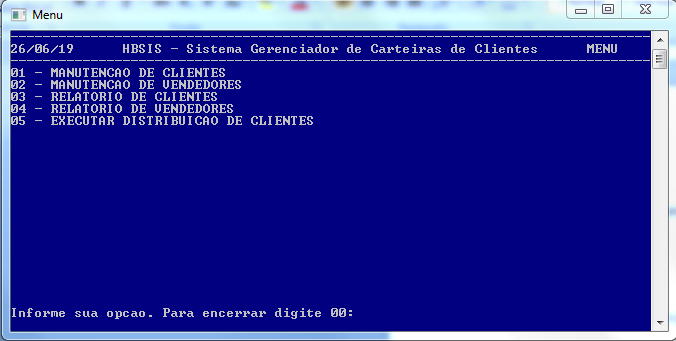 Menu
26/06/19 HBSIS - Sistema Gerenciador de Carteiras de Clientes MENU
01 - MANUTENCAO DE CLIENTES
02 - MANUTENCAO DE VENDEDORES
03 - RELATORIO DE CLIENTES
04 - RELATORIO DE VENDEDORES
05 - EXECUTAR DISTRIBUICAO DE CLIENTES
Informe sua opcao. Para encerrar digite 00: